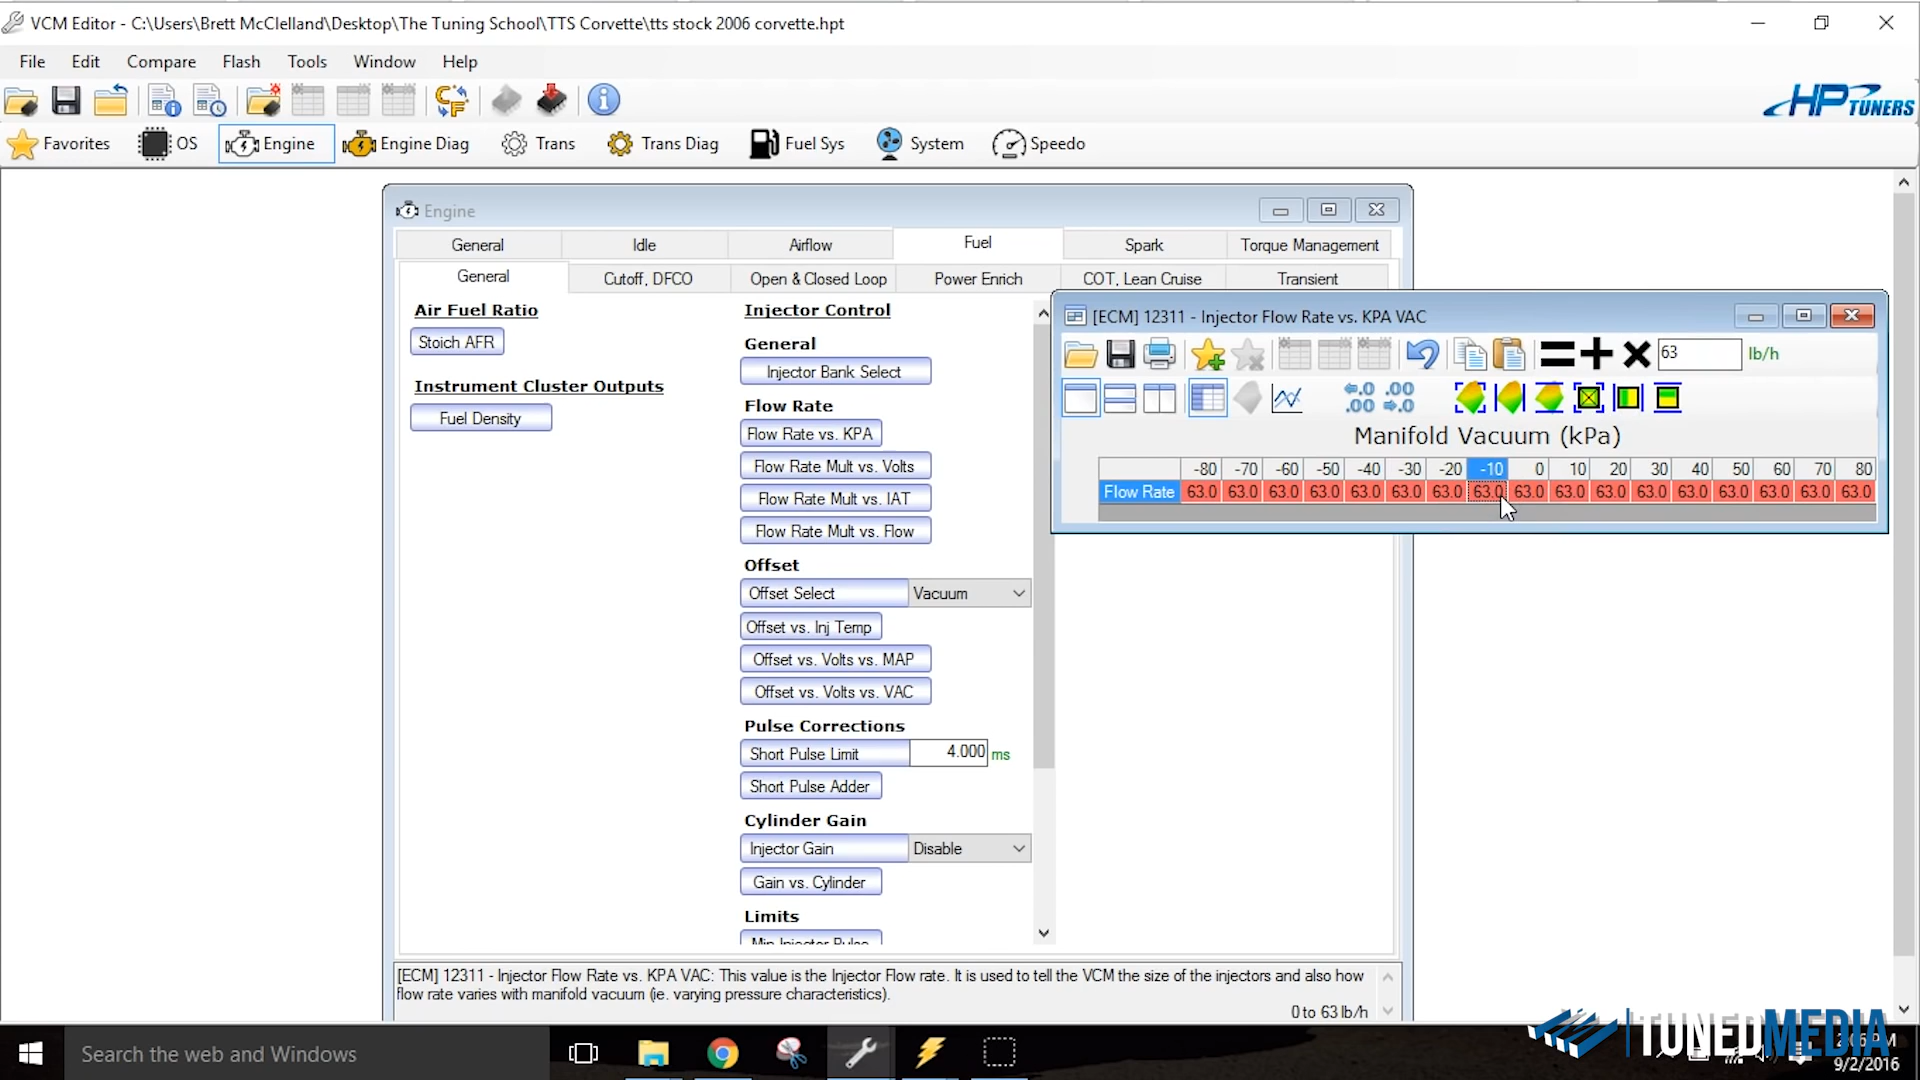 VCM Editor - C:\Users\Brett McClelland\Desktop\The Tuning School\TTS Corvette\tts stock 2006 corvette.hpt
File Edit Compare Flash Tools Window Help
HP TUNERS
Favorites OS Engine Engine Diag Trans Trans Diag Fuel Sys System Speedo
Engine
General Idle Airflow Fuel Spark Torque Management
General Cutoff, DFCO Open & Closed Loop Power Enrich COT, Lean Cruise Transient
Air Fuel Ratio
Stoich AFR
Instrument Cluster Outputs
Fuel Density
Injector Control
General
Injector Bank Select
Flow Rate
Flow Rate vs. KPA
Flow Rate Mult vs. Volts
Flow Rate Mult vs. IAT
Flow Rate Mult vs. Flow
Offset
Offset Select Vacuum
Offset vs. Inj Temp
Offset vs. Volts vs. MAP
Offset vs. Volts vs. VAC
Pulse Corrections
Short Pulse Limit 4.000 ms
Short Pulse Adder
Cylinder Gain
Injector Gain Disable
Gain vs. Cylinder
Limits
Min Injector Pulse
[ECM] 12311 - Injector Flow Rate vs. KPA VAC
63 lb/h
←.0 .00
.00 →.0
Manifold Vacuum (kPa)
-80 -70 -60 -50 -40 -30 -20 -10 0 10 20 30 40 50 60 70 80
Flow Rate 63.0 63.0 63.0 63.0 63.0 63.0 63.0 63.0 63.0 63.0 63.0 63.0 63.0 63.0 63.0 63.0 63.0
[ECM] 12311 - Injector Flow Rate vs. KPA VAC: This value is the Injector Flow rate. It is used to tell the VCM the size of the injectors and also how
flow rate varies with manifold vacuum (ie. varying pressure characteristics).
0 to 63 lb/h
Search the web and Windows
TUNEDMEDIA
2:06 PM
9/2/2016